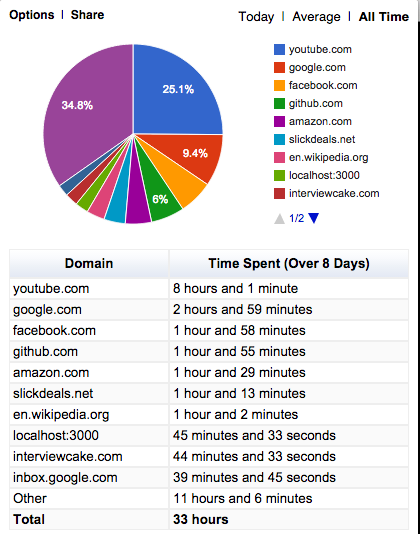 Options | Share
Today | Average | All Time
34.8%
25.1%
9.4%
6%
youtube.com
google.com
facebook.com
github.com
amazon.com
slickdeals.net
en.wikipedia.org
localhost:3000
interviewcake.com
1/2
Domain Time Spent (Over 8 Days)
youtube.com 8 hours and 1 minute
google.com 2 hours and 59 minutes
facebook.com 1 hour and 58 minutes
github.com 1 hour and 55 minutes
amazon.com 1 hour and 29 minutes
slickdeals.net 1 hour and 13 minutes
en.wikipedia.org 1 hour and 2 minutes
localhost:3000 45 minutes and 33 seconds
interviewcake.com 44 minutes and 33 seconds
inbox.google.com 39 minutes and 45 seconds
Other 11 hours and 6 minutes
Total 33 hours